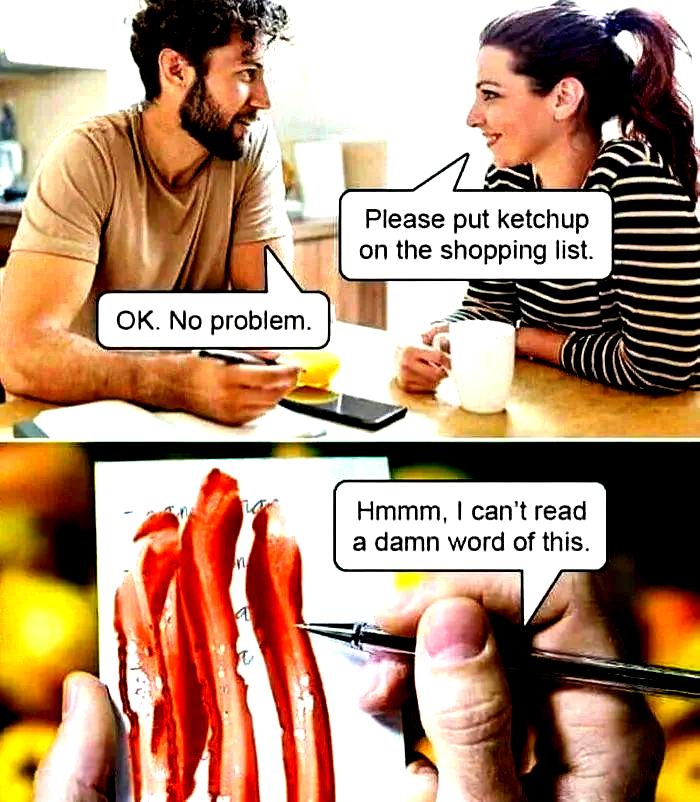 Please put ketchup
on the shopping list.
OK. No problem.
Hmmm, I can't read
a damn word of this.